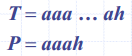 T = aaa … ah
P = aaah